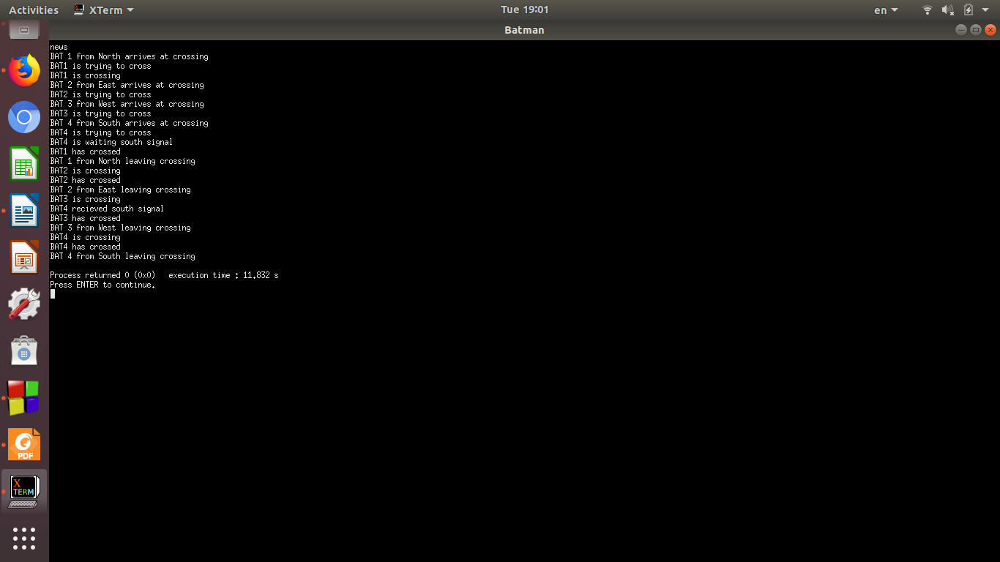 Activities XTerm Tue 19:01 en
Batman
news
BAT 1 from North arrives at crossing
BAT1 is trying to cross
BAT1 is crossing
BAT 2 from East arrives at crossing
BAT2 is trying to cross
BAT 3 from West arrives at crossing
BAT3 is trying to cross
BAT 4 from South arrives at crossing
BAT4 is trying to cross
BAT4 is waiting south signal
BAT1 has crossed
BAT 1 from North leaving crossing
BAT2 is crossing
BAT2 has crossed
BAT 2 from East leaving crossing
BAT3 is crossing
BAT4 recieved south signal
BAT3 has crossed
BAT 3 from West leaving crossing
BAT4 is crossing
BAT4 has crossed
BAT 4 from South leaving crossing
Process returned 0 (0x0)   execution time : 11.832 s
Press ENTER to continue.
PDF
X
TERM